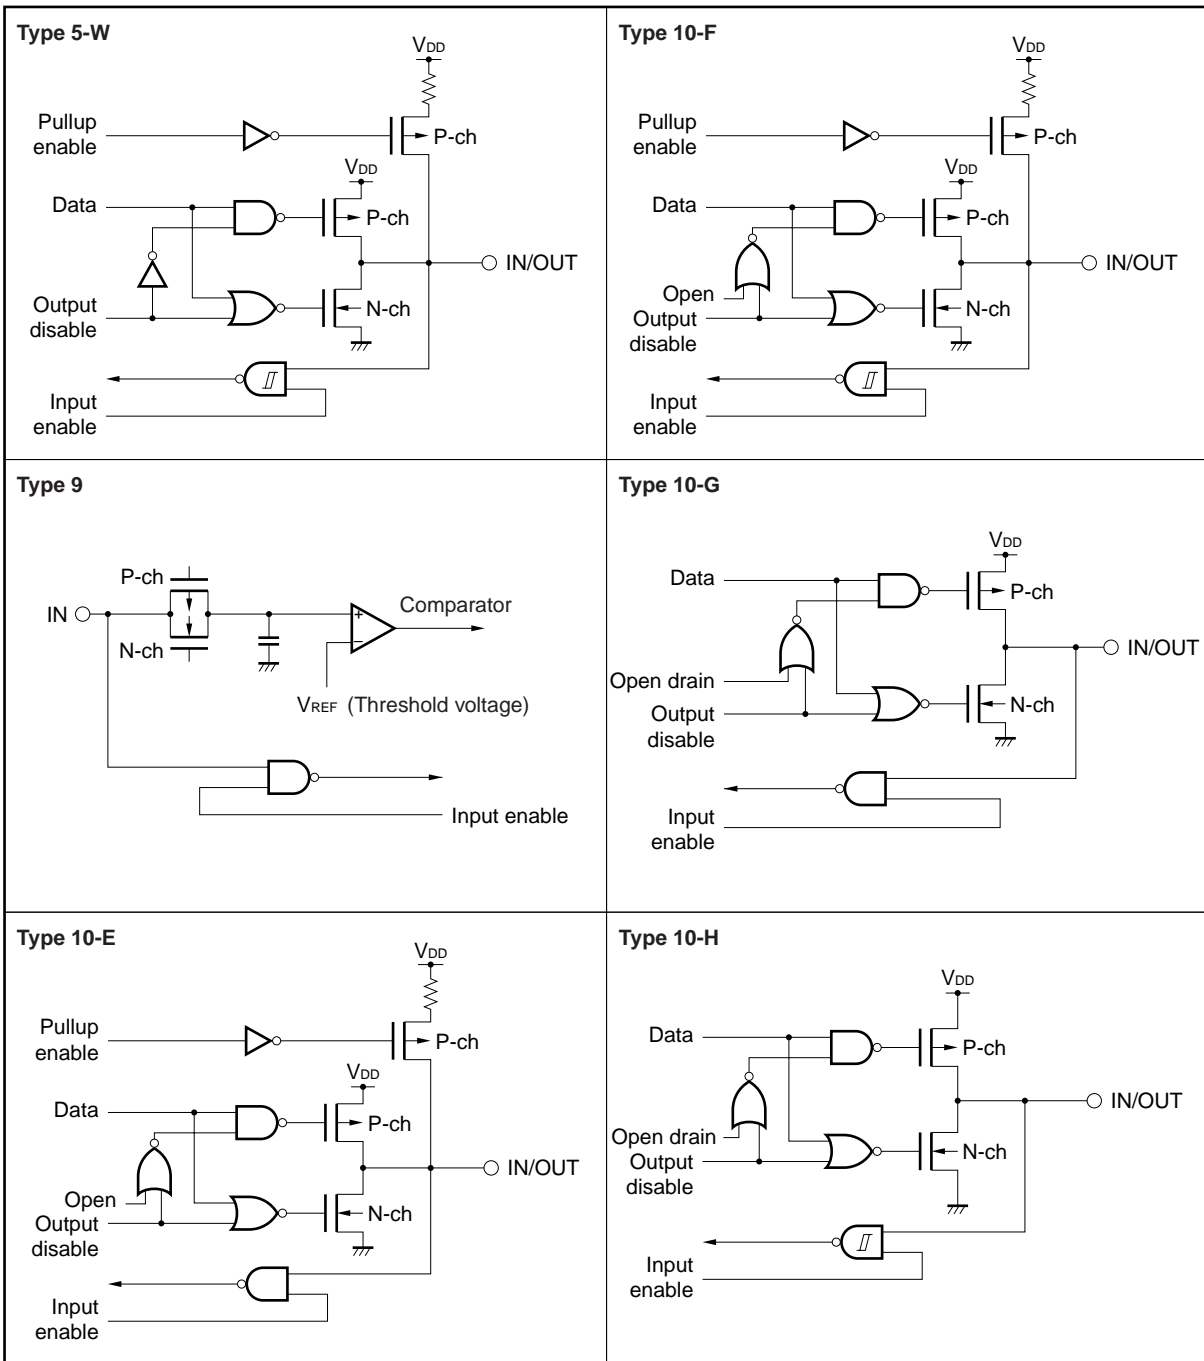 Type 5-W
VDD
Pullup
enable
P-ch
VDD
Data
P-ch
IN/OUT
Output
disable
N-ch
Input
enable
Type 10-F
VDD
Pullup
enable
P-ch
VDD
Data
P-ch
IN/OUT
Open
Output
disable
N-ch
Input
enable
Type 9
P-ch
IN
N-ch
+
−
Comparator
VREF (Threshold voltage)
Input enable
Type 10-G
VDD
Data
P-ch
IN/OUT
Open drain
Output
disable
N-ch
Input
enable
Type 10-E
VDD
Pullup
enable
P-ch
VDD
Data
P-ch
IN/OUT
Open
Output
disable
N-ch
Input
enable
Type 10-H
VDD
Data
P-ch
IN/OUT
Open drain
Output
disable
N-ch
Input
enable